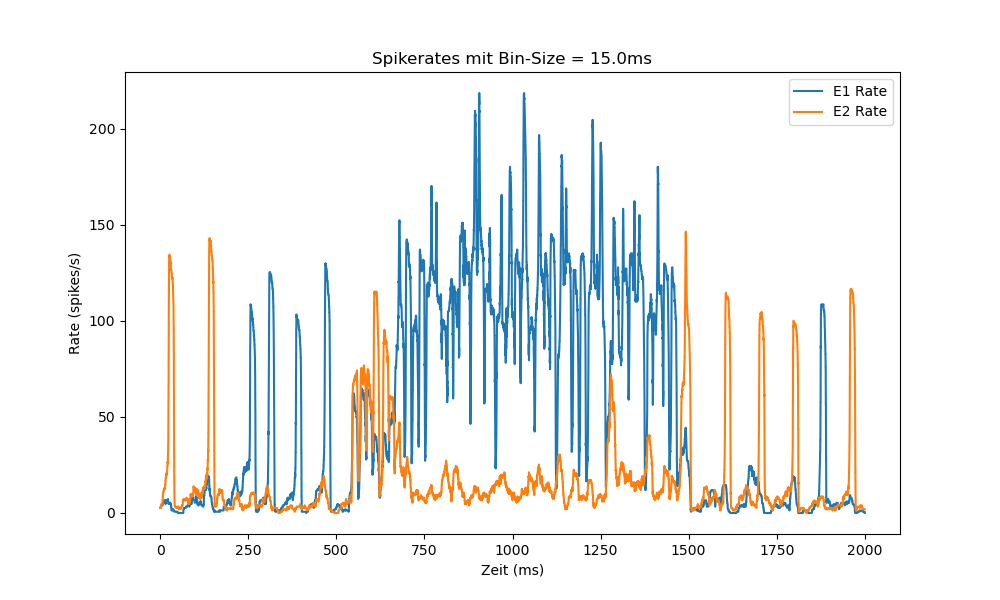 Spikerates mit Bin-Size = 15.0ms
E1 Rate
E2 Rate
Rate (spikes/s)
200
150
100
50
0
0 250 500 750 1000 1250 1500 1750 2000
Zeit (ms)